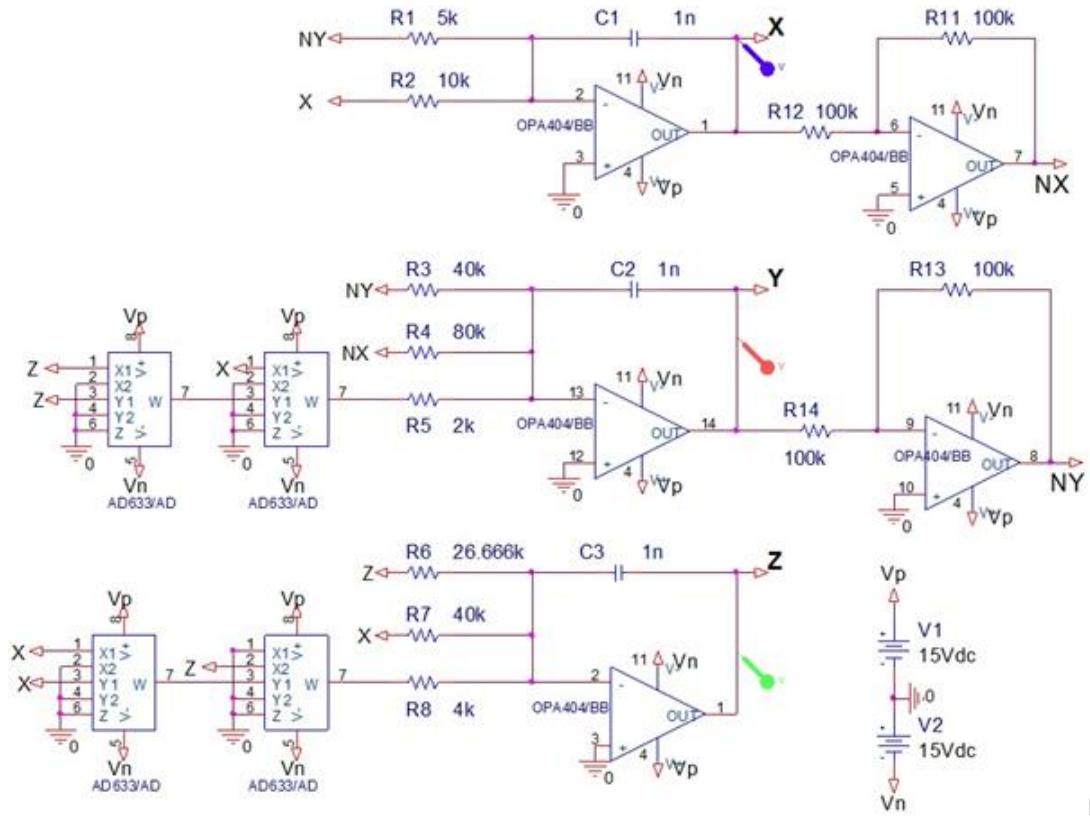 R1 5k C1 1n X R11 100k
NY
11 Vn
X R2 10k 2 - V- R12 100k 11 Vn
OPA404/BB OUT 1 6 - V-
3 + OPA404/BB OUT 7
0 4 V+ Vp 5 + NX
0 4 V+ Vp
R3 40k C2 1n Y R13 100k
NY
Vp Vp R4 80k
8 8 NX
Z 1 X1 V+ X 1 X1 V+ 11 Vn
2 X2 2 X2 13 - V- R14 11 Vn
Z 3 Y1 W 7 3 Y1 W 7 R5 2k OPA404/BB OUT 14 9 - V-
4 Y2 4 Y2 100k OPA404/BB OUT 8
6 Z V- 6 Z V- 12 + 10 + NY
0 5 0 5 0 4 V+ Vp 0 4 V+ Vp
Vn Vn
AD633/AD AD633/AD
R6 26.666k C3 1n Z
Z
Vp Vp R7 40k Vp
8 8 X
X 1 X1 V+ 1 X1 V+ 11 Vn + V1
2 X2 Z 2 X2 2 - V- - 15Vdc
X 3 Y1 W 7 3 Y1 W 7 R8 4k OPA404/BB OUT 1 0
4 Y2 4 Y2 + V2
6 Z V- 6 Z V- 3 + - 15Vdc
0 5 0 5 0 4 V+ Vp
Vn Vn Vn
AD633/AD AD633/AD